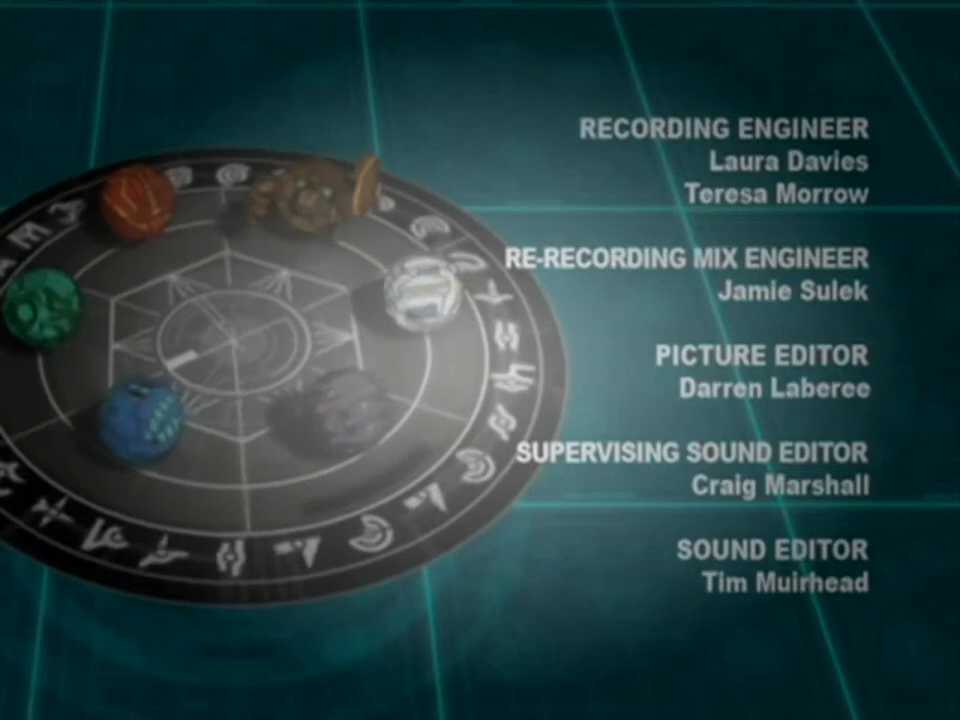 RECORDING ENGINEER
Laura Davies
Teresa Morrow
RE-RECORDING MIX ENGINEER
Jamie Sulek
PICTURE EDITOR
Darren Laberee
SUPERVISING SOUND EDITOR
Craig Marshall
SOUND EDITOR
Tim Muirhead